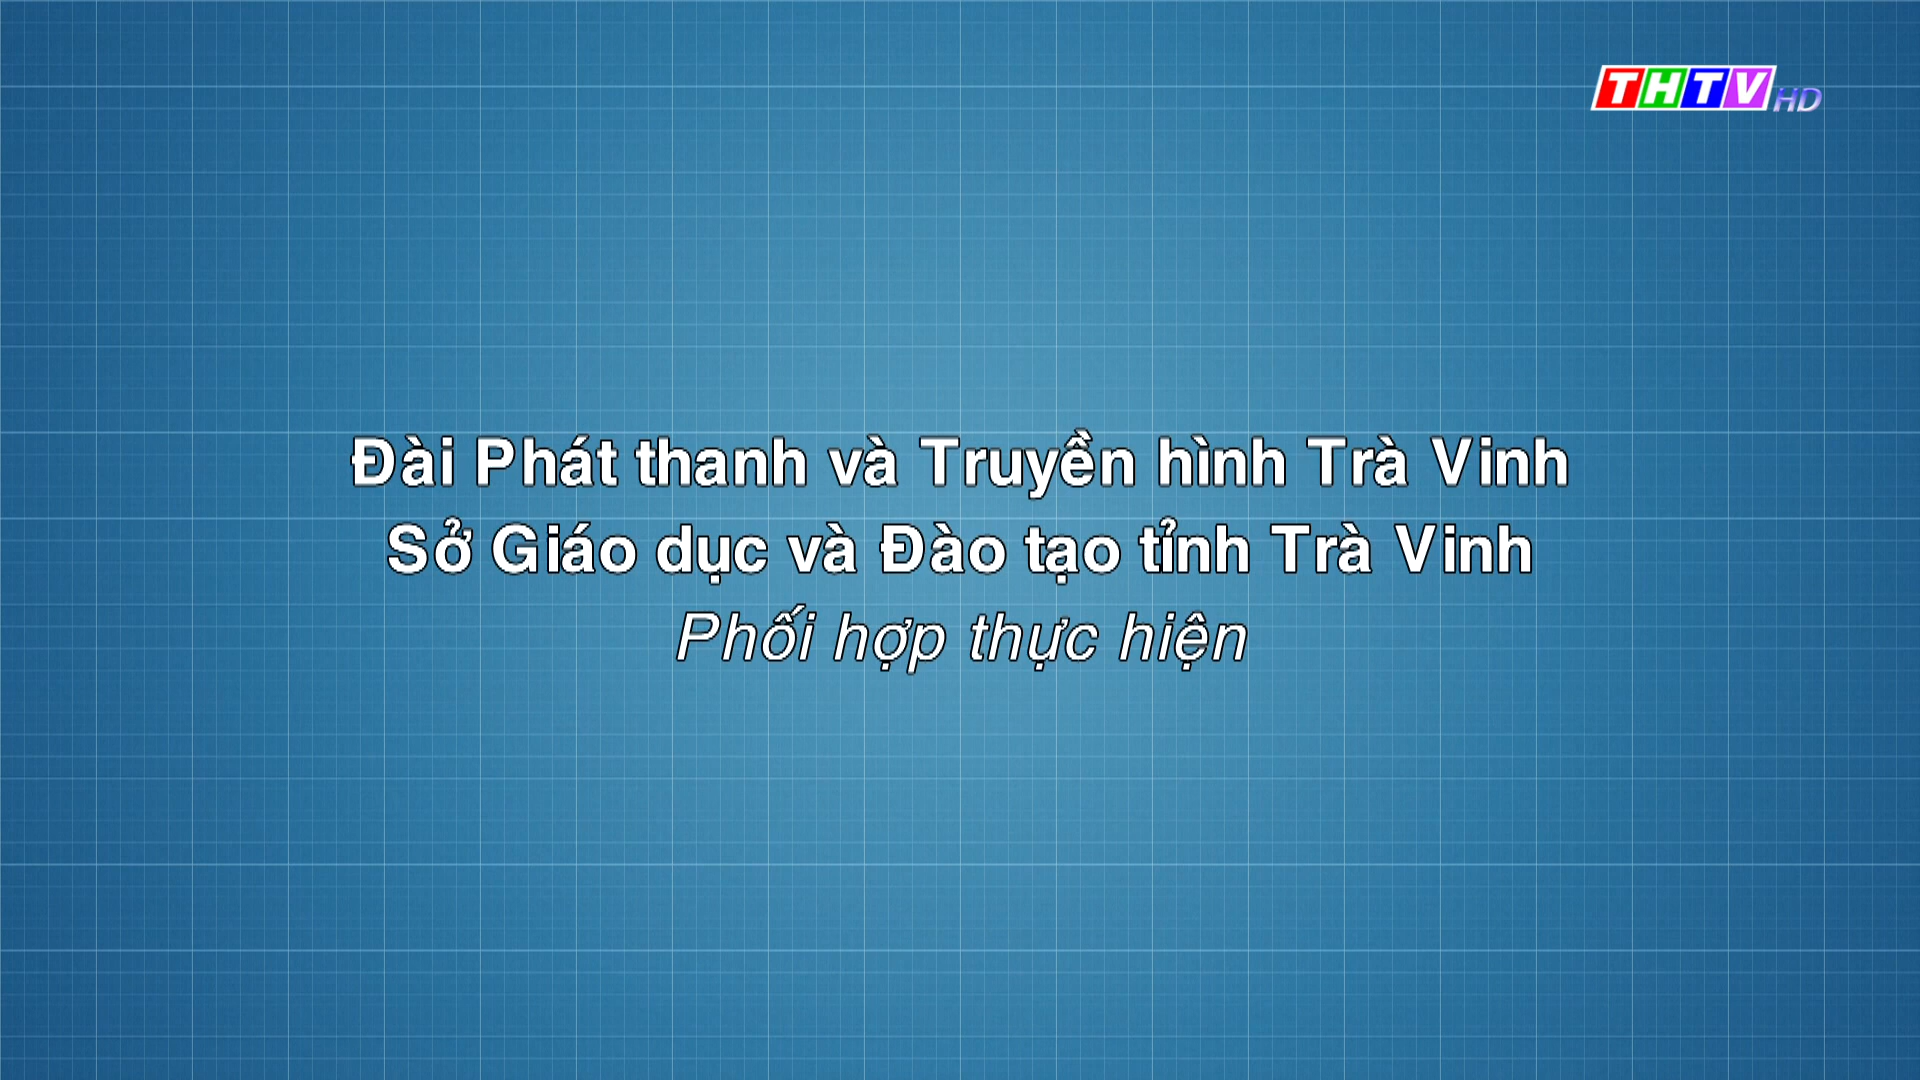 THTV HD
Đài Phát thanh và Truyền hình Trà Vinh
Sở Giáo dục và Đào tạo tỉnh Trà Vinh
Phối hợp thực hiện